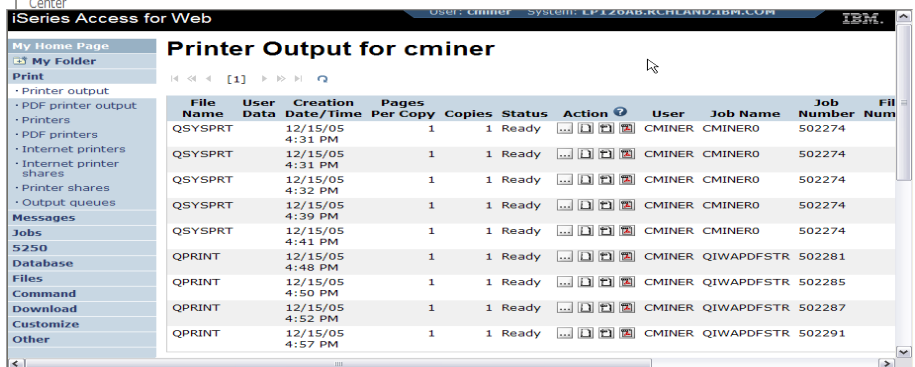 Center
iSeries Access for Web
User: cminer System: LP126AB.RCHLAND.IBM.COM
IBM.
My Home Page
My Folder
Print
· Printer output
· PDF printer output
· Printers
· PDF printers
· Internet printers
· Internet printer
shares
· Printer shares
· Output queues
Messages
Jobs
5250
Database
Files
Command
Download
Customize
Other
Printer Output for cminer
[1]
File Name User Data Creation Date/Time Pages Per Copy Copies Status Action ? User Job Name Job Number Fil Num
QSYSPRT 12/15/05 4:31 PM 1 1 Ready ... CMINER CMINER0 502274
QSYSPRT 12/15/05 4:31 PM 1 1 Ready ... CMINER CMINER0 502274
QSYSPRT 12/15/05 4:32 PM 1 1 Ready ... CMINER CMINER0 502274
QSYSPRT 12/15/05 4:39 PM 1 1 Ready ... CMINER CMINER0 502274
QSYSPRT 12/15/05 4:41 PM 1 1 Ready ... CMINER CMINER0 502274
QPRINT 12/15/05 4:48 PM 1 1 Ready ... CMINER QIWAPDFSTR 502281
QPRINT 12/15/05 4:50 PM 1 1 Ready ... CMINER QIWAPDFSTR 502285
QPRINT 12/15/05 4:52 PM 1 1 Ready ... CMINER QIWAPDFSTR 502287
QPRINT 12/15/05 4:57 PM 1 1 Ready ... CMINER QIWAPDFSTR 502291